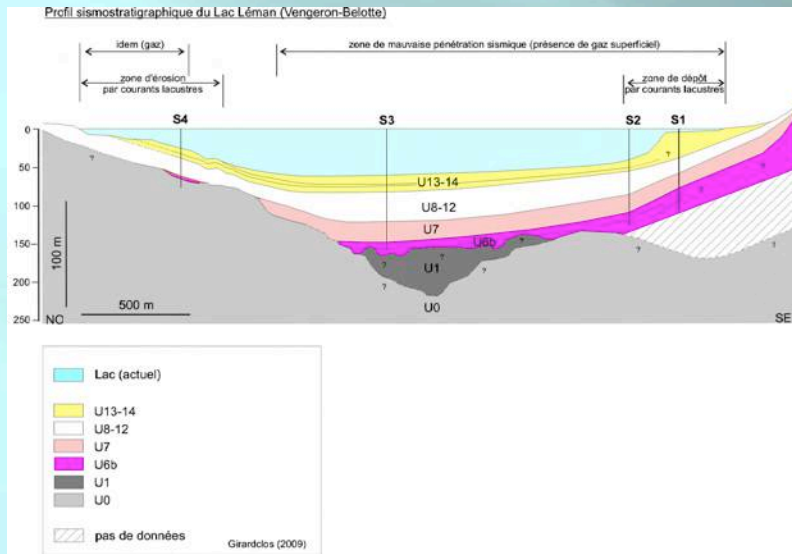 Profil sismostratigraphique du Lac Léman (Vengeron-Belotte)
idem (gaz)
zone de mauvaise pénétration sismique (présence de gaz superficiel)
zone d'érosion
par courants lacustres
zone de dépôt
par courants lacustres
S4
S3
S2
S1
0
50
100
150
200
250
100 m
500 m
NO
SE
?
?
?
?
?
?
?
?
?
?
?
U13-14
U8-12
U7
U6b
U1
U0
Lac (actuel)
U13-14
U8-12
U7
U6b
U1
U0
pas de données
Girardclos (2009)